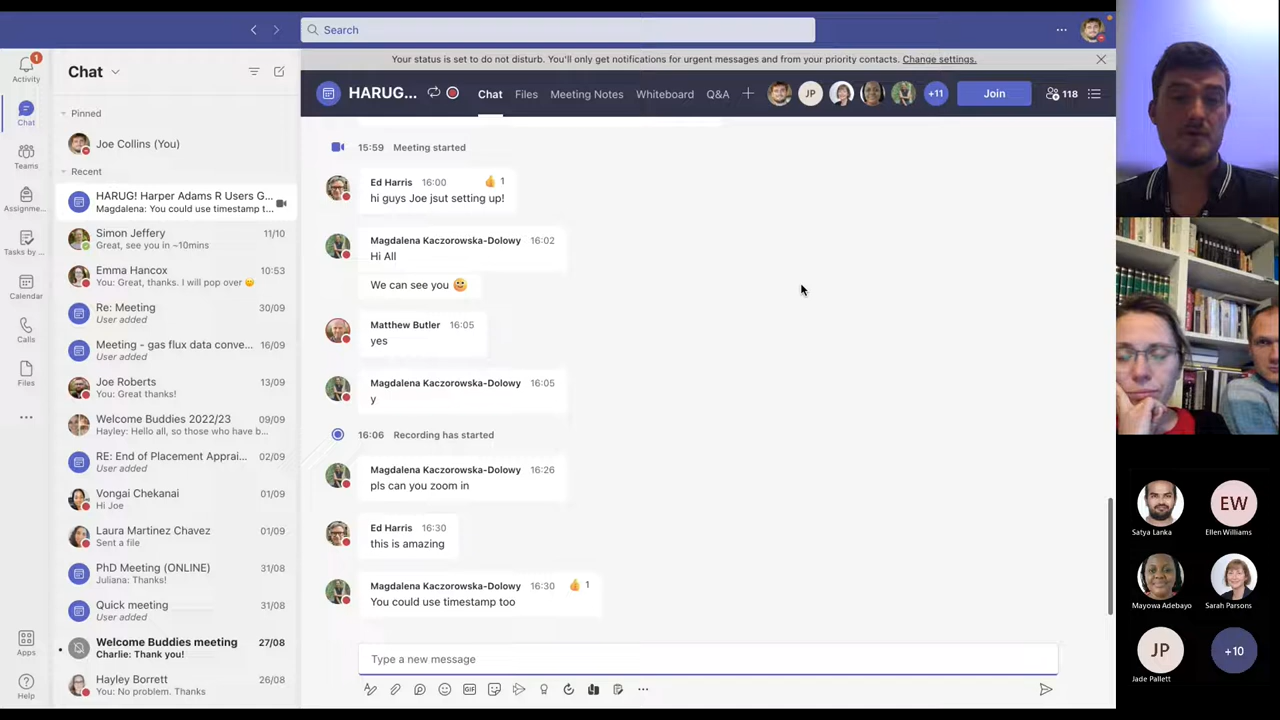 Search
Your status is set to do not disturb. You'll only get notifications for urgent messages and from your priority contacts. Change settings.
1
Activity
Chat
Teams
Assignme...
Tasks by ...
Calendar
Calls
Files
Apps
Help
Chat
Pinned
Joe Collins (You)
Recent
HARUG! Harper Adams R Users G...
Magdalena: You could use timestamp t...
Simon Jeffery 11/10
Great, see you in ~10mins
Emma Hancox 10:53
You: Great, thanks. I will pop over 🙂
Re: Meeting 30/09
User added
Meeting - gas flux data conve... 16/09
User added
Joe Roberts 13/09
You: Great thanks!
Welcome Buddies 2022/23 09/09
Hayley: Hello all, so those who have b...
RE: End of Placement Apprai... 02/09
User added
Vongai Chekanai 01/09
Hi Joe
Laura Martinez Chavez 01/09
Sent a file
PhD Meeting (ONLINE) 31/08
Juliana: Thanks!
Quick meeting 31/08
User added
Welcome Buddies meeting 27/08
Charlie: Thank you!
Hayley Borrett 26/08
You: No problem. Thanks
HARUG... Chat Files Meeting Notes Whiteboard Q&A JP +11 Join 118
15:59 Meeting started
Ed Harris 16:00 👍 1
hi guys Joe jsut setting up!
Magdalena Kaczorowska-Dolowy 16:02
Hi All
We can see you 🙂
Matthew Butler 16:05
yes
Magdalena Kaczorowska-Dolowy 16:05
y
16:06 Recording has started
Magdalena Kaczorowska-Dolowy 16:26
pls can you zoom in
Ed Harris 16:30
this is amazing
Magdalena Kaczorowska-Dolowy 16:30 👍 1
You could use timestamp too
Type a new message
GIF
EW
Satya Lanka Ellen Williams
Mayowa Adebayo Sarah Parsons
JP +10
Jade Pallett